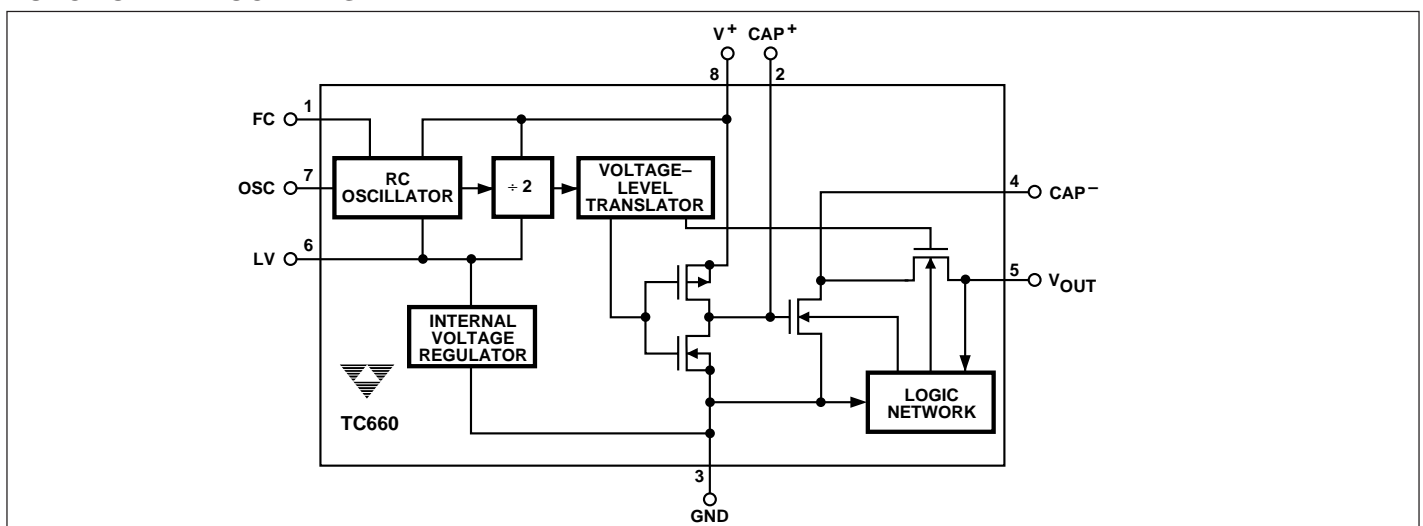 V+ CAP+
8 2
FC 1
OSC 7
LV 6
RC
OSCILLATOR
÷ 2
VOLTAGE–
LEVEL
TRANSLATOR
4 CAP–
5 VOUT
INTERNAL
VOLTAGE
REGULATOR
LOGIC
NETWORK
TC660
3
GND